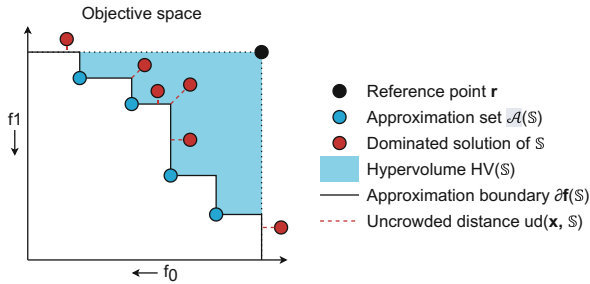 Objective space
f1
f0
Reference point r
Approximation set 𝒜(𝕊)
Dominated solution of 𝕊
Hypervolume HV(𝕊)
Approximation boundary ∂f(𝕊)
Uncrowded distance ud(x, 𝕊)